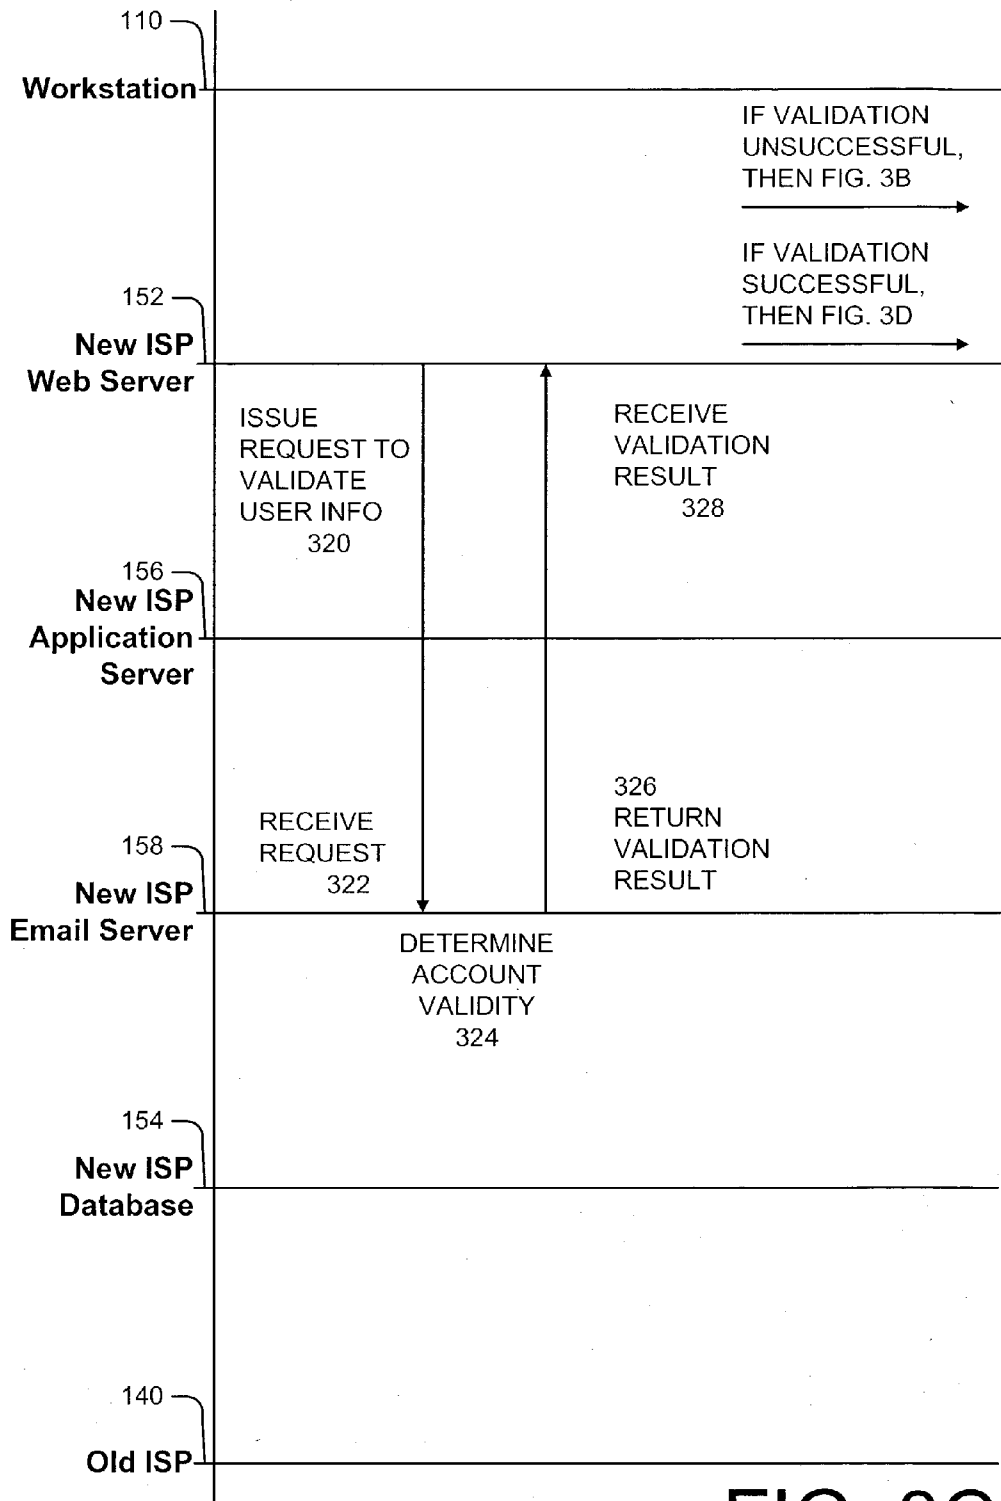 110
Workstation
IF VALIDATION
UNSUCCESSFUL,
THEN FIG. 3B
IF VALIDATION
SUCCESSFUL,
THEN FIG. 3D
152
New ISP
Web Server
ISSUE
REQUEST TO
VALIDATE
USER INFO
320
RECEIVE
VALIDATION
RESULT
328
156
New ISP
Application
Server
326
RETURN
VALIDATION
RESULT
RECEIVE
REQUEST
322
158
New ISP
Email Server
DETERMINE
ACCOUNT
VALIDITY
324
154
New ISP
Database
140
Old ISP